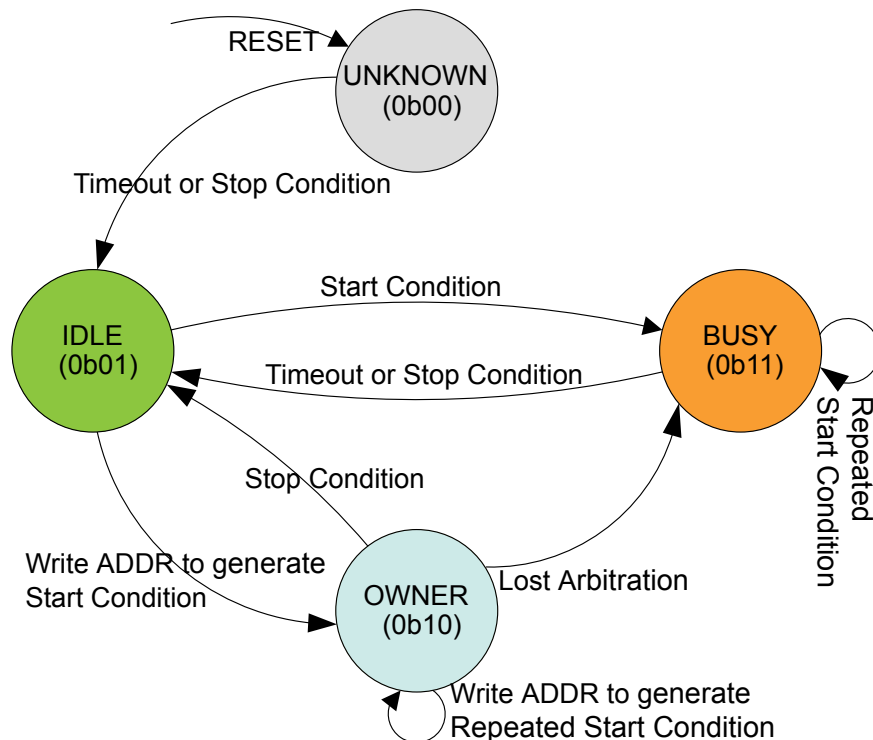 RESET
UNKNOWN
(0b00)
Timeout or Stop Condition
Start Condition
IDLE
(0b01)
BUSY
(0b11)
Timeout or Stop Condition
Repeated
Start Condition
Stop Condition
Write ADDR to generate
Start Condition
Lost Arbitration
OWNER
(0b10)
Write ADDR to generate
Repeated Start Condition